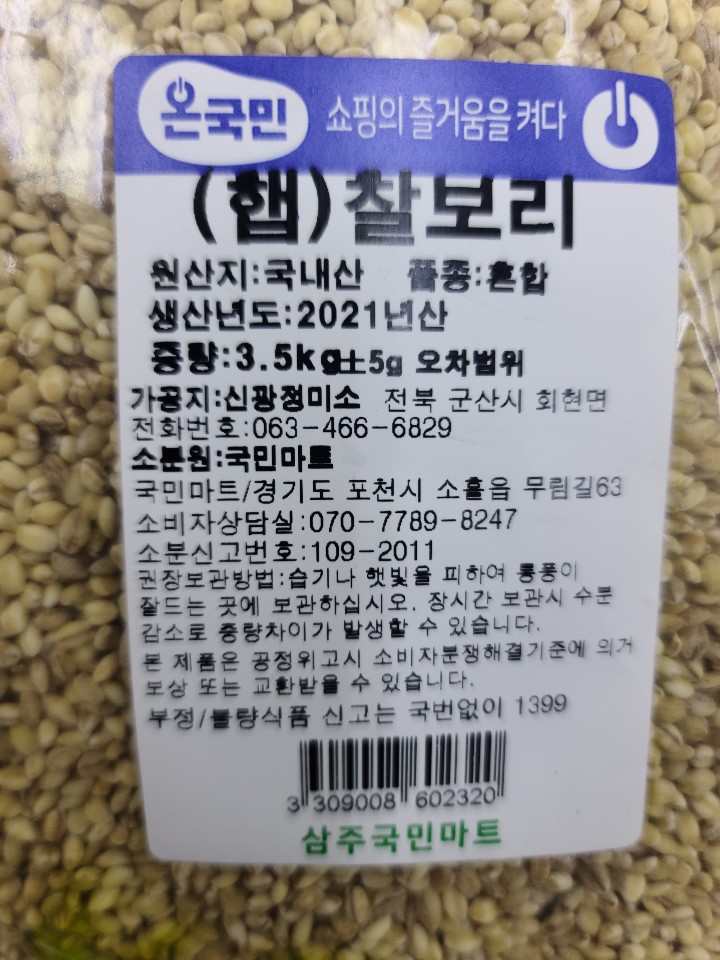 온국민 쇼핑의 즐거움을 켜다
(햅)찰보리
원산지:국내산 품종:혼합
생산년도:2021년산
중량:3.5kg±5g 오차범위
가공지:신광정미소 전북 군산시 회현면
전화번호:063-466-6829
소분원:국민마트
국민마트/경기도 포천시 소흘읍 무림길63
소비자상담실:070-7789-8247
소분신고번호:109-2011
권장보관방법:습기나 햇빛을 피하여 통풍이
잘드는 곳에 보관하십시오. 장시간 보관시 수분
감소로 중량차이가 발생할 수 있습니다.
본 제품은 공정위고시 소비자분쟁해결기준에 의거
보상 또는 교환받을 수 있습니다.
부정/불량식품 신고는 국번없이 1399
3 309008 602320
삼주국민마트